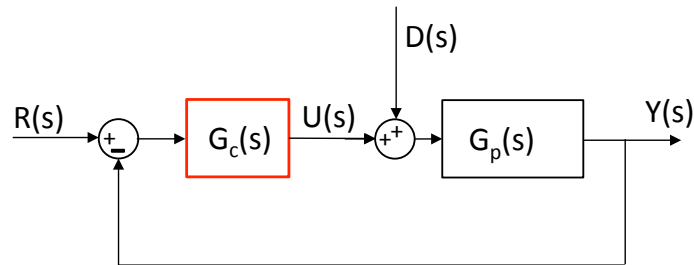 D(s)
R(s)
+
-
G_c(s)
U(s)
+
+
G_p(s)
Y(s)